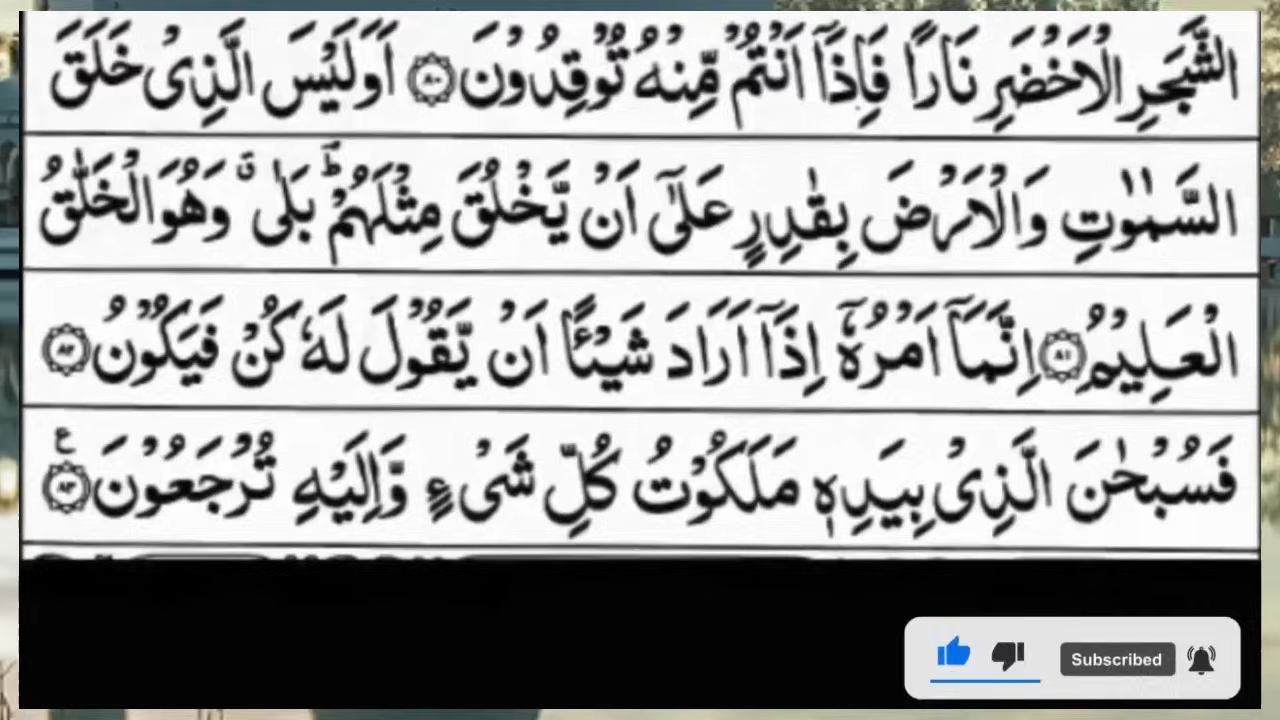 الشَّجَرِ الْاَخْضَرِ نَارًا فَاِذَاۤ اَنْتُمْ مِّنْهُ تُوْقِدُوْنَ ۝۸۰ اَوَلَيْسَ الَّذِىْ خَلَقَ
السَّمٰوٰتِ وَالْاَرْضَ بِقٰدِرٍ عَلٰۤى اَنْ يَّخْلُقَ مِثْلَهُمْ ؕ بَلٰى ۗ وَهُوَ الْخَلّٰقُ
الْعَلِيْمُ ۝۸۱ اِنَّمَاۤ اَمْرُهٗۤ اِذَاۤ اَرَادَ شَيْـًٔا اَنْ يَّقُوْلَ لَهٗ كُنْ فَيَكُوْنُ ۝۸۲
فَسُبْحٰنَ الَّذِىْ بِيَدِهٖ مَلَكُوْتُ كُلِّ شَىْءٍ وَّاِلَيْهِ تُرْجَعُوْنَ ۝۸۳ ع
Subscribed